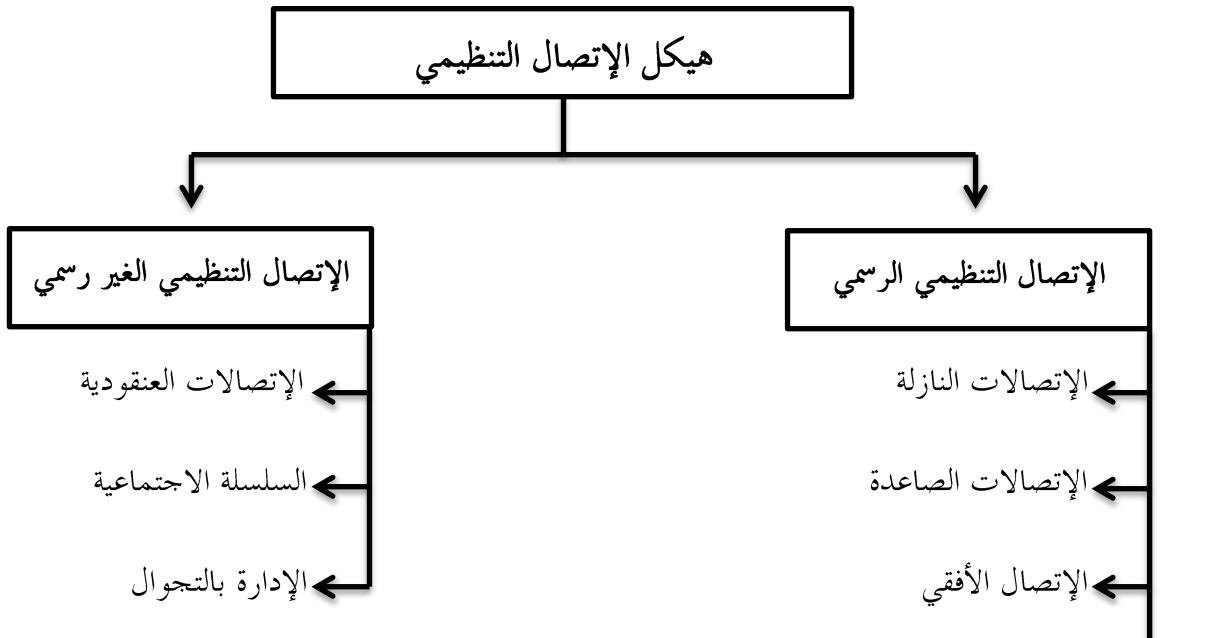 هيكل الإتصال التنظيمي
الإتصال التنظيمي الرسمي
الإتصالات النازلة
الإتصالات الصاعدة
الإتصال الأفقي
الإتصال التنظيمي الغير رسمي
الإتصالات العنقودية
السلسلة الاجتماعية
الإدارة بالتجوال